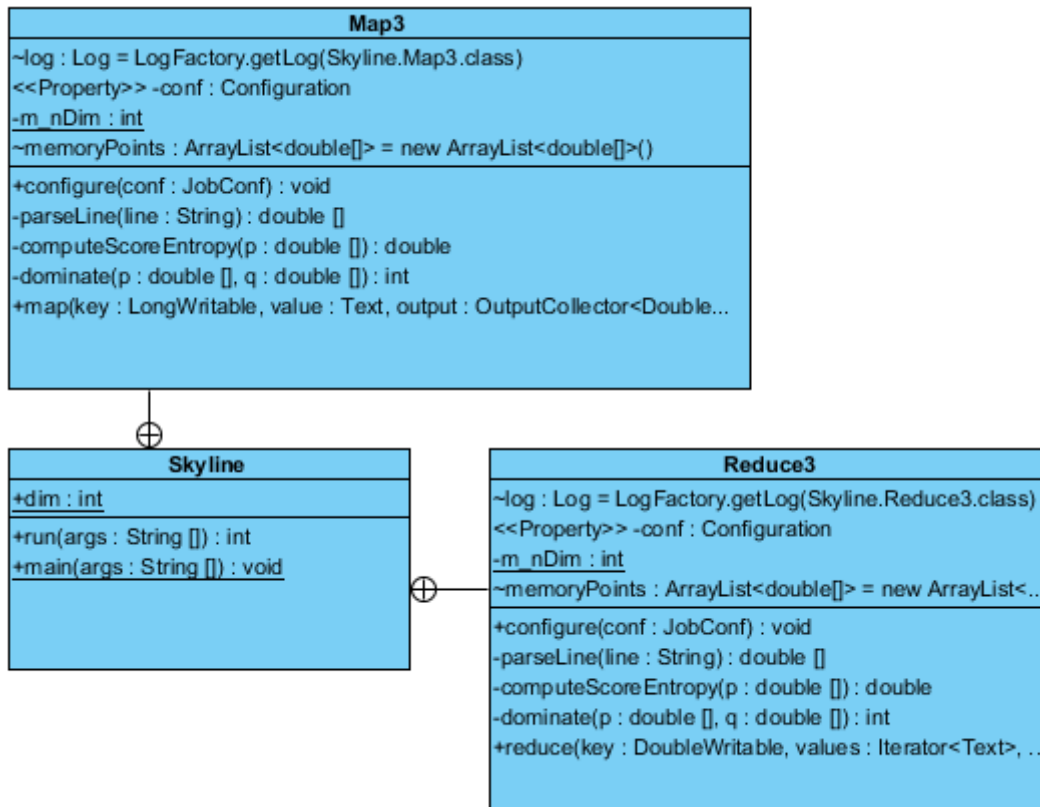 Map3
~log : Log = LogFactory.getLog(Skyline.Map3.class)
<<Property>> -conf : Configuration
-m_nDim : int
~memoryPoints : ArrayList<double[]> = new ArrayList<double[]>()
+configure(conf : JobConf) : void
-parseLine(line : String) : double []
-computeScoreEntropy(p : double []) : double
-dominate(p : double [], q : double []) : int
+map(key : LongWritable, value : Text, output : OutputCollector<Double...
Skyline
+dim : int
+run(args : String []) : int
+main(args : String []) : void
Reduce3
~log : Log = LogFactory.getLog(Skyline.Reduce3.class)
<<Property>> -conf : Configuration
-m_nDim : int
~memoryPoints : ArrayList<double[]> = new ArrayList<...
+configure(conf : JobConf) : void
-parseLine(line : String) : double []
-computeScoreEntropy(p : double []) : double
-dominate(p : double [], q : double []) : int
+reduce(key : DoubleWritable, values : Iterator<Text>, ...